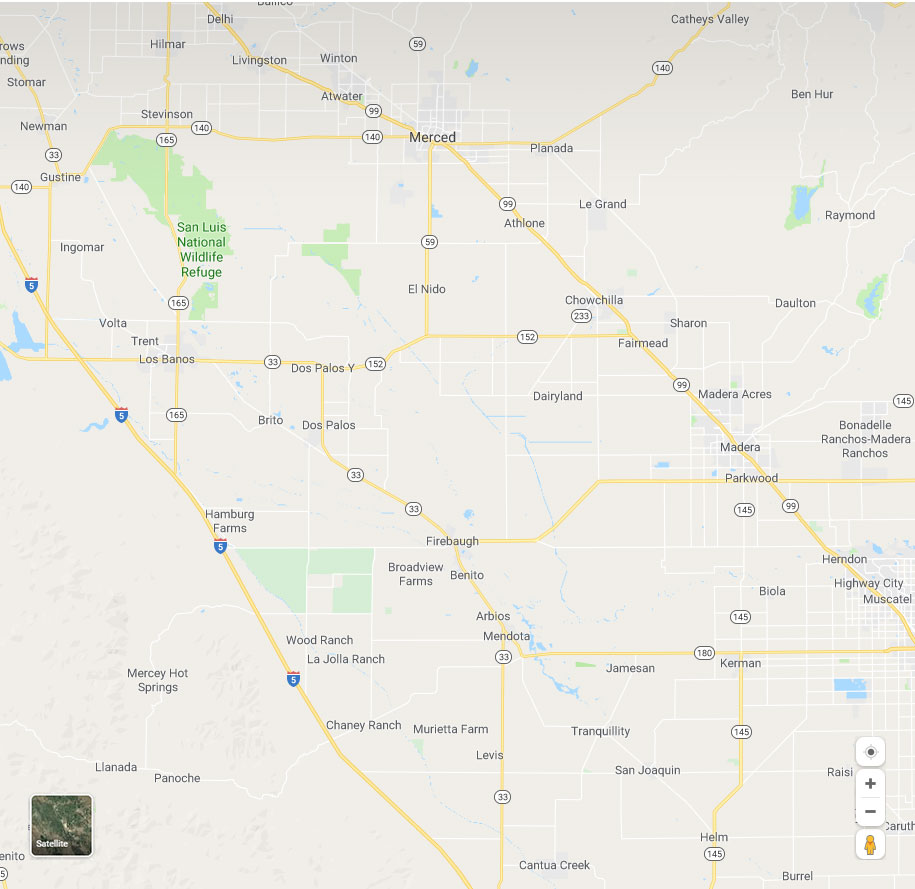 Delhi
Catheys Valley
Hilmar
59
Livingston
Winton
140
Stomar
Atwater
Ben Hur
99
Stevinson
Newman
140
165
140
Merced
33
Planada
Gustine
140
99
Le Grand
Raymond
Athlone
San Luis
National
Wildlife
Refuge
59
Ingomar
5
El Nido
165
Chowchilla
Daulton
233
Volta
Sharon
Trent
152
Fairmead
Los Banos
33
Dos Palos Y
152
99
Madera Acres
Dairyland
145
5
165
Brito
Dos Palos
Bonadelle
Ranchos-Madera
Ranchos
Madera
33
Parkwood
33
145
99
Hamburg
Farms
Firebaugh
5
Herndon
Broadview
Farms
Benito
Highway City
Biola
Muscatel
Arbios
145
Mendota
Wood Ranch
La Jolla Ranch
33
180
Kerman
Jamesan
Mercey Hot
Springs
5
Chaney Ranch
Murietta Farm
Tranquillity
145
Levis
Llanada
Panoche
San Joaquin
Raisi
33
Satellite
Helm
Caruth
145
enito
Cantua Creek
5
Burrel